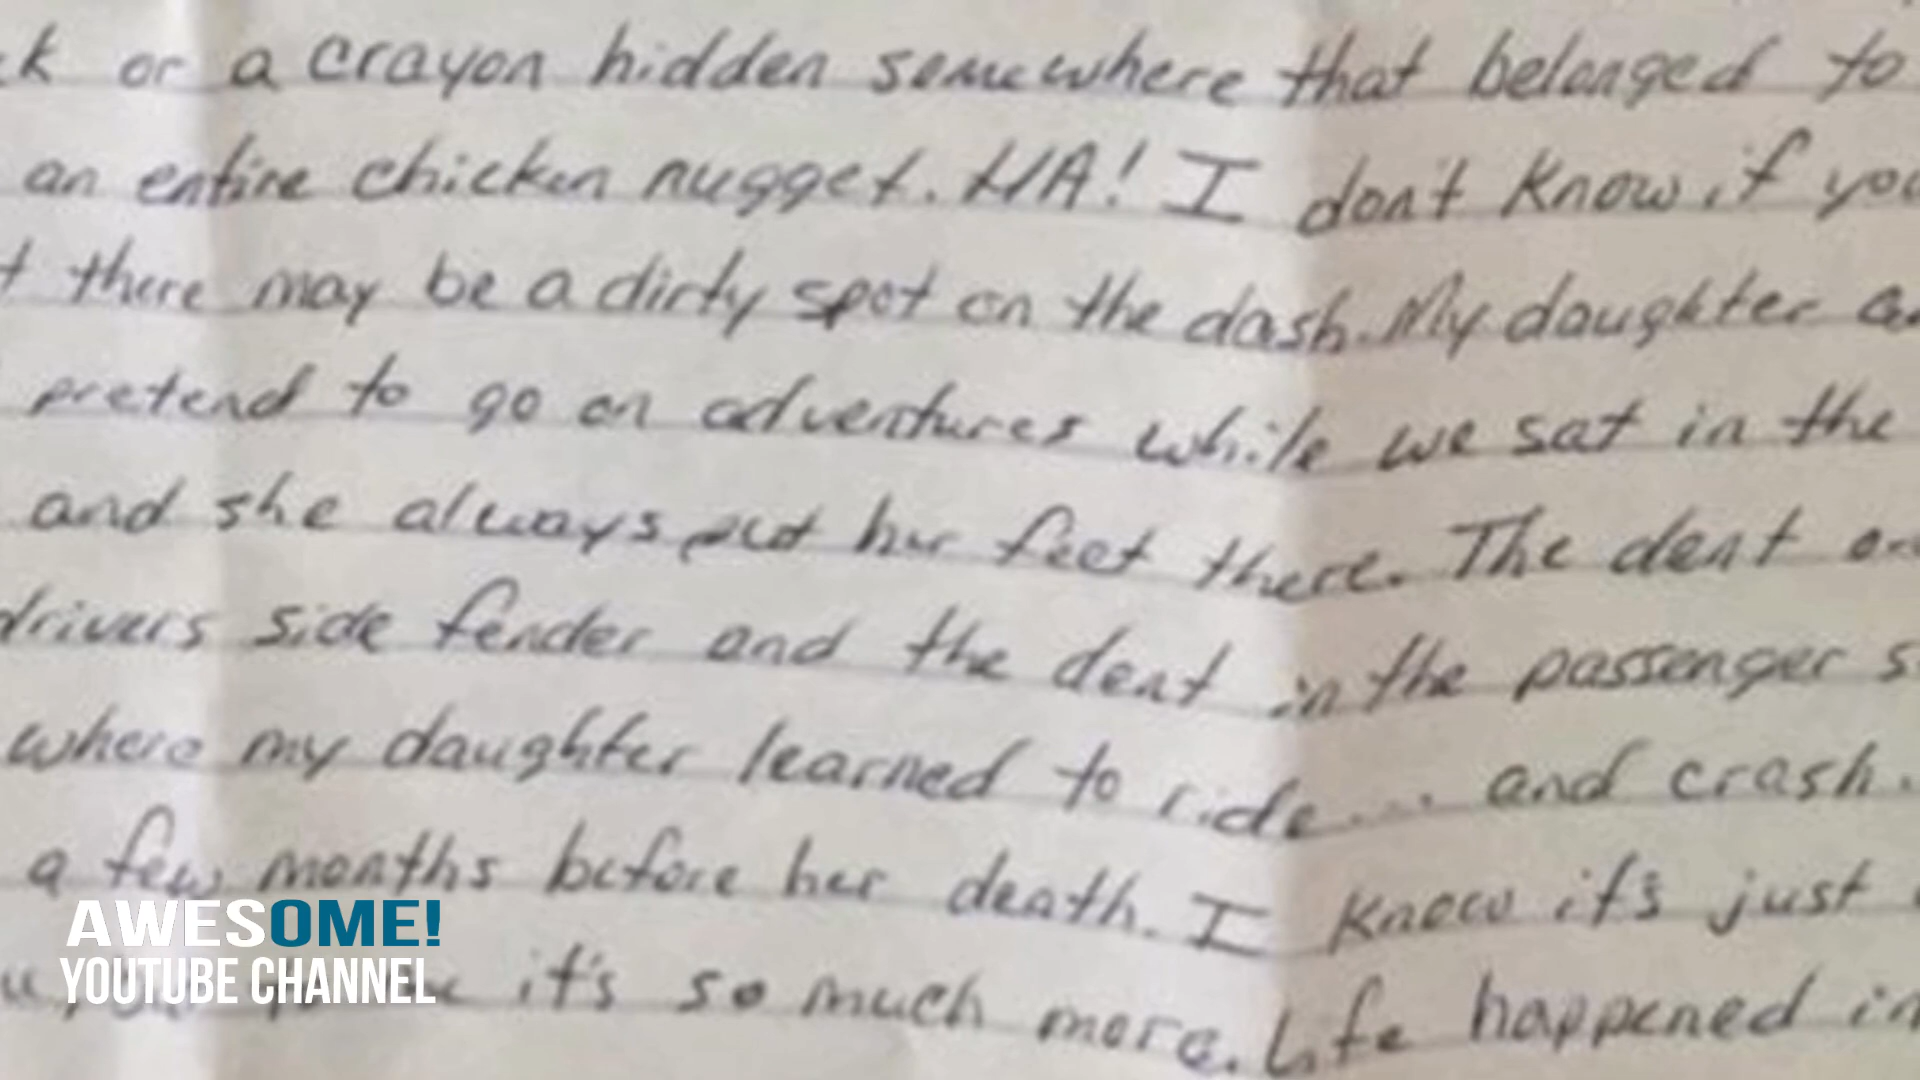 or a crayon hidden somewhere that belonged to
an entire chicken nugget. HA! I don't know if
there may be a dirty spot on the dash. My daughter
pretend to go on adventures while we sat in the
and she always put her feet there. The dent
drivers side fender and the dent in the passenger
where my daughter learned to ride... and crash.
a few months before her death. I know it's just
it's so much more. Life happened in
AWESOME!
YOUTUBE CHANNEL